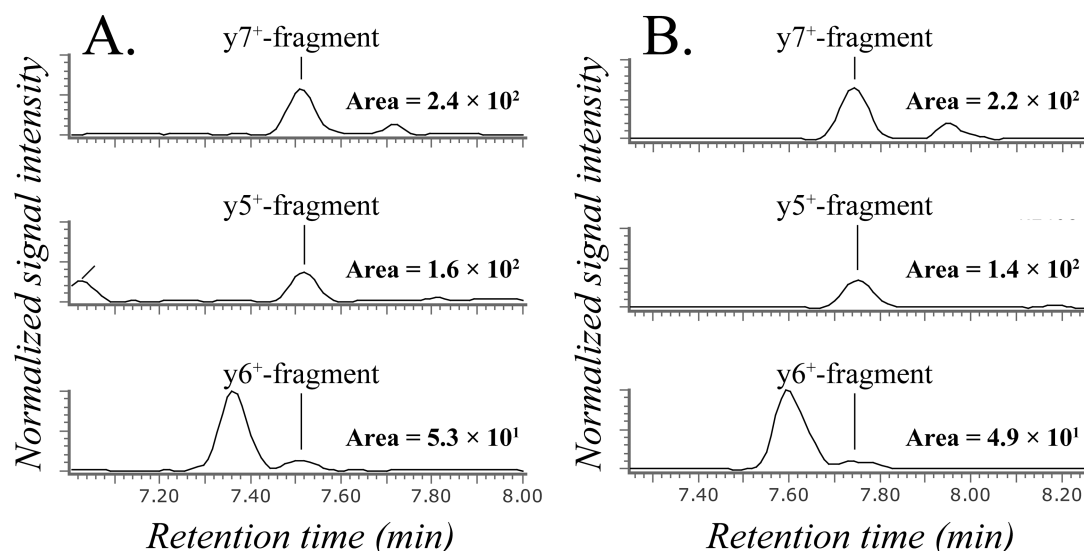 A.
Normalized signal intensity
y7⁺-fragment
Area = 2.4 × 10²
y5⁺-fragment
Area = 1.6 × 10²
y6⁺-fragment
Area = 5.3 × 10¹
7.20 7.40 7.60 7.80 8.00
Retention time (min)
B.
Normalized signal intensity
y7⁺-fragment
Area = 2.2 × 10²
y5⁺-fragment
Area = 1.4 × 10²
y6⁺-fragment
Area = 4.9 × 10¹
7.40 7.60 7.80 8.00 8.20
Retention time (min)